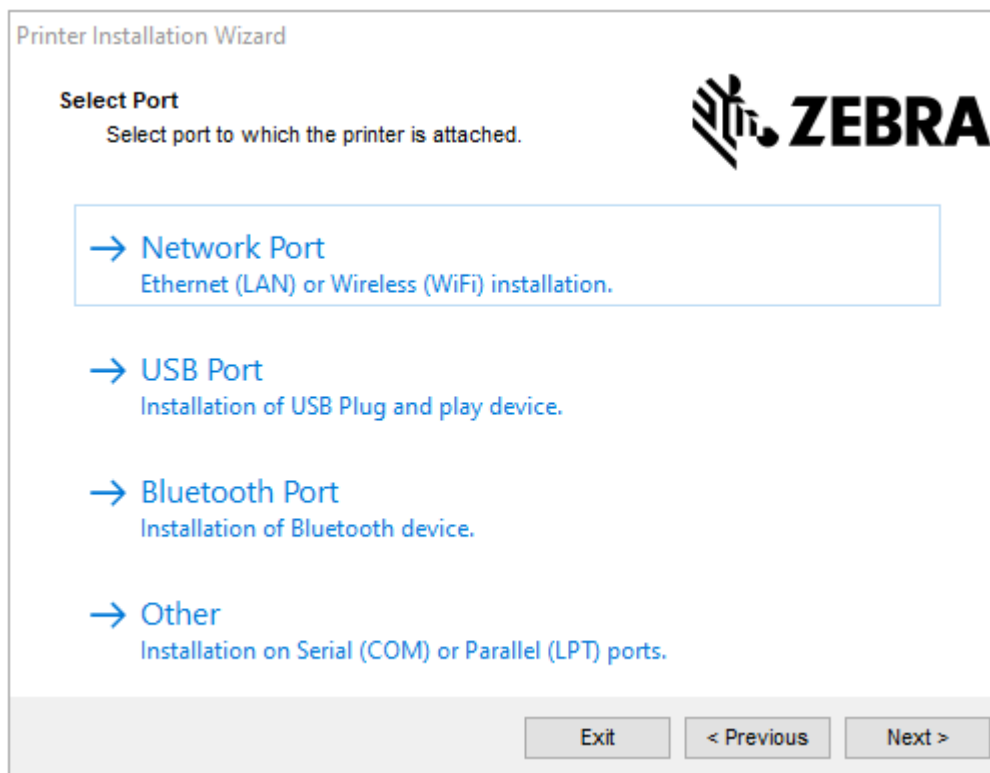 Printer Installation Wizard
Select Port
Select port to which the printer is attached.
ZEBRA
→ Network Port
Ethernet (LAN) or Wireless (WiFi) installation.
→ USB Port
Installation of USB Plug and play device.
→ Bluetooth Port
Installation of Bluetooth device.
→ Other
Installation on Serial (COM) or Parallel (LPT) ports.
Exit
< Previous
Next >